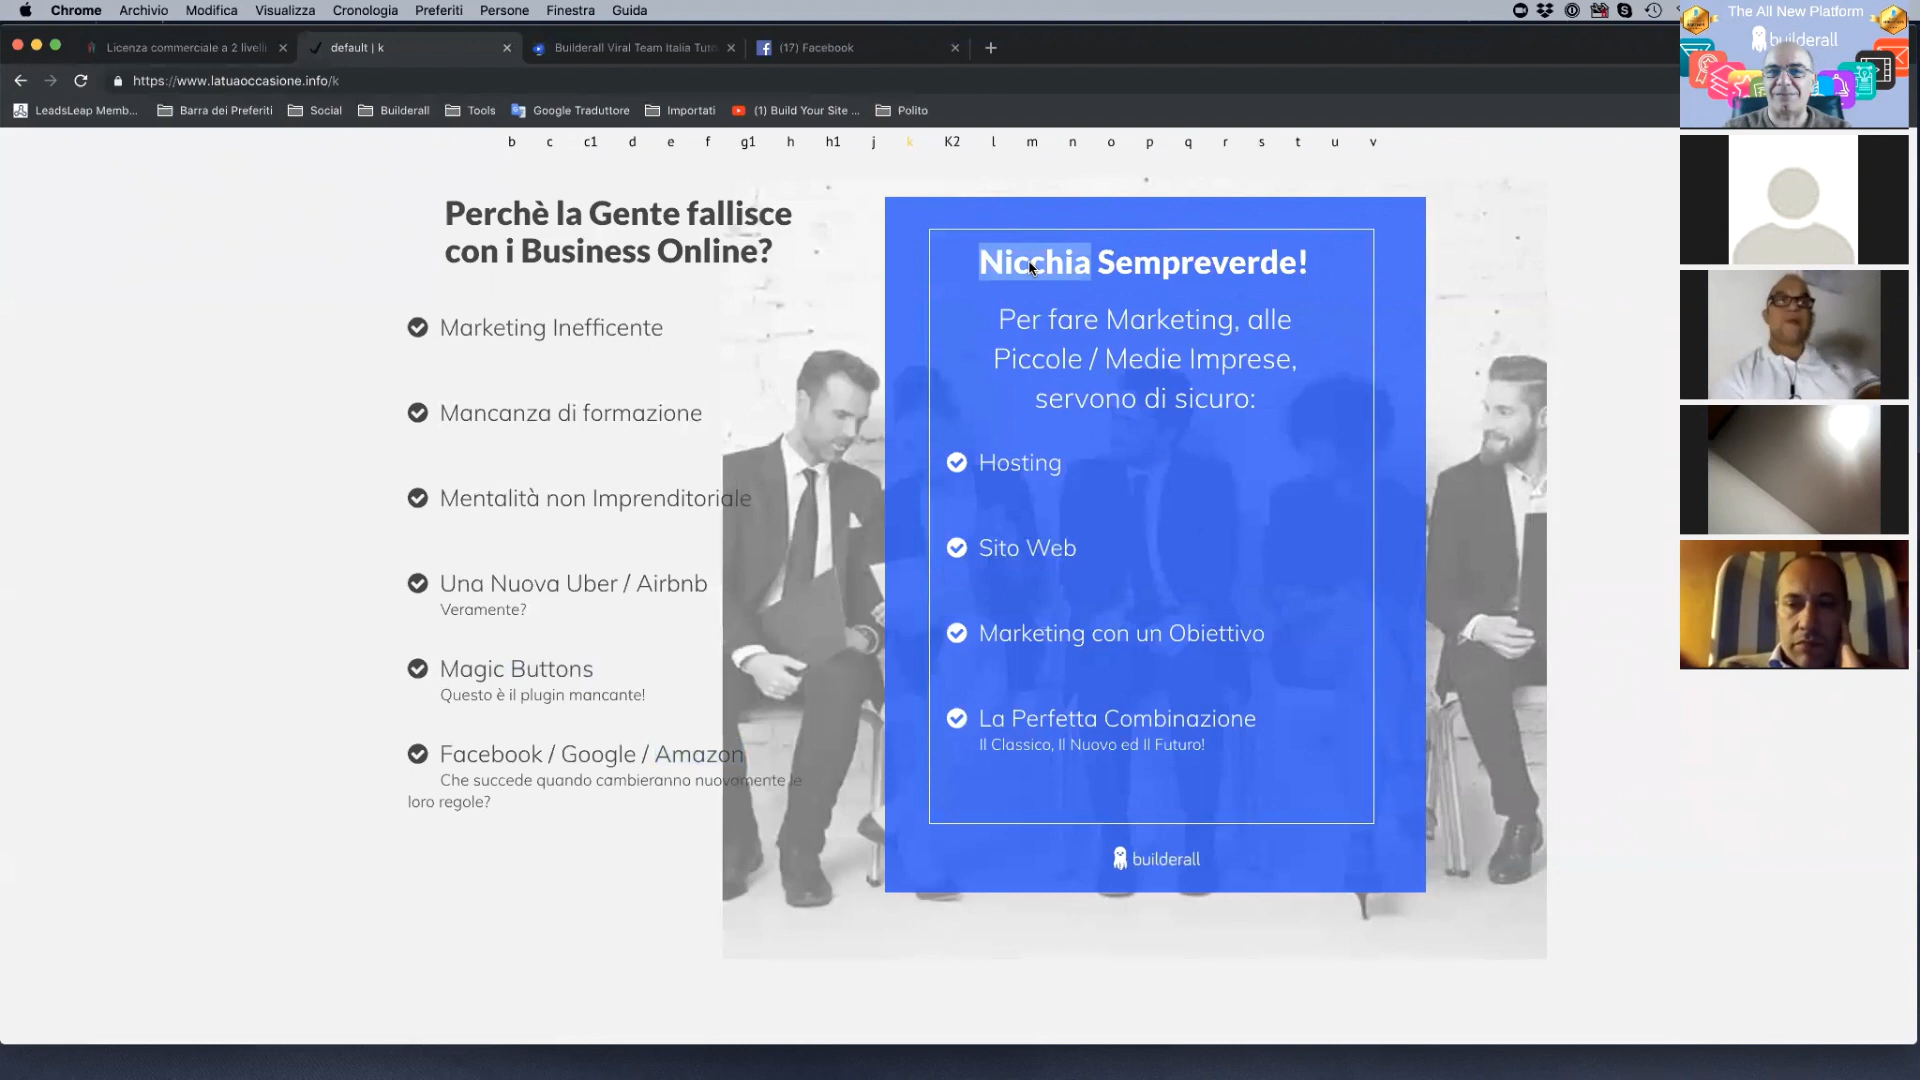 Chrome Archivio Modifica Visualizza Cronologia Preferiti Persone Finestra Guida
Licenza commerciale a 2 livelli
default | k
Builderall Viral Team Italia Tuto
(17) Facebook
https://www.latuaoccasione.info/k
LeadsLeap Memb... Barra dei Preferiti Social Builderall Tools Google Traduttore Importati (1) Build Your Site ... Polito
b c c1 d e f g1 h h1 j k K2 l m n o p q r s t u v
Perchè la Gente fallisce
con i Business Online?
Marketing Inefficente
Mancanza di formazione
Mentalità non Imprenditoriale
Una Nuova Uber / Airbnb
Veramente?
Magic Buttons
Questo è il plugin mancante!
Facebook / Google / Amazon
Che succede quando cambieranno nuovamente le
loro regole?
Nicchia Sempreverde!
Per fare Marketing, alle
Piccole / Medie Imprese,
servono di sicuro:
Hosting
Sito Web
Marketing con un Obiettivo
La Perfetta Combinazione
Il Classico, Il Nuovo ed Il Futuro!
builderall
The All New Platform
builderall